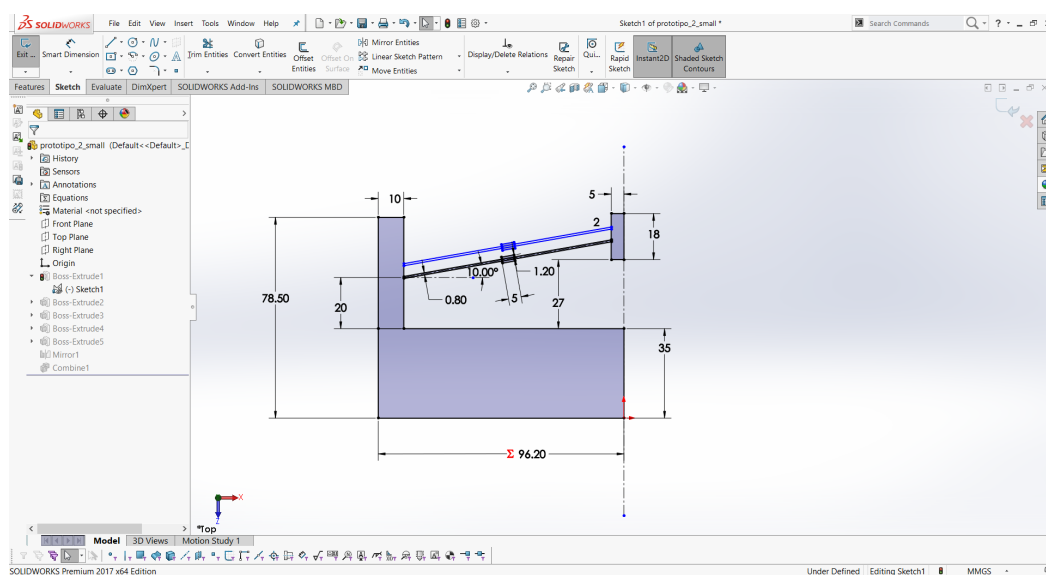 SOLIDWORKS File Edit View Insert Tools Window Help Sketch1 of prototipo_2_small * Search Commands ?
Exit ... Smart Dimension Trim Entities Convert Entities Offset Entities Offset On Surface Mirror Entities Linear Sketch Pattern Move Entities Display/Delete Relations Repair Sketch Qui... Rapid Sketch Instant2D Shaded Sketch Contours
Features Sketch Evaluate DimXpert SOLIDWORKS Add-Ins SOLIDWORKS MBD
prototipo_2_small (Default<<Default>_D
History
Sensors
Annotations
Equations
Material <not specified>
Front Plane
Top Plane
Right Plane
Origin
Boss-Extrude1
(-) Sketch1
Boss-Extrude2
Boss-Extrude3
Boss-Extrude4
Boss-Extrude5
Mirror1
Combine1
10
5
2
18
10.00°
1.20
78.50
20
0.80
5
27
35
Σ 96.20
X
Z
*Top
Model 3D Views Motion Study 1
SOLIDWORKS Premium 2017 x64 Edition Under Defined Editing Sketch1 MMGS